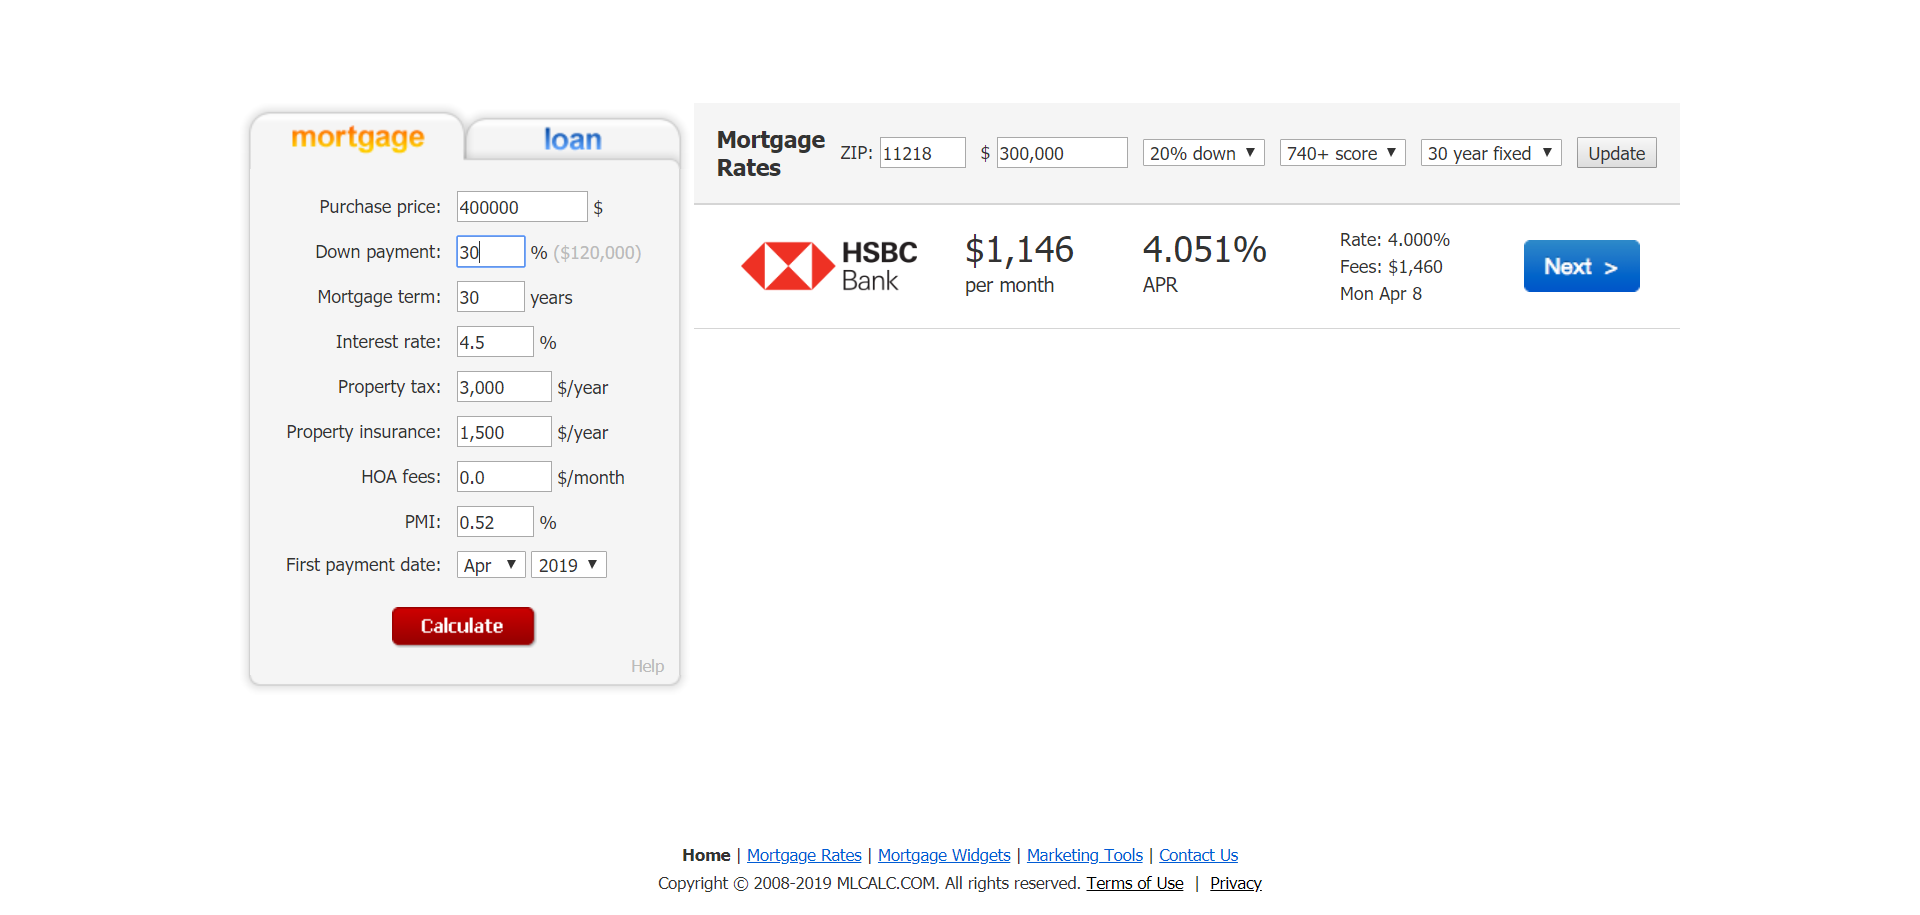 mortgage
loan
Purchase price: 400000 $
Down payment: 30 % ($120,000)
Mortgage term: 30 years
Interest rate: 4.5 %
Property tax: 3,000 $/year
Property insurance: 1,500 $/year
HOA fees: 0.0 $/month
PMI: 0.52 %
First payment date: Apr 2019
Calculate
Help
Mortgage
Rates
ZIP: 11218 $ 300,000 20% down 740+ score 30 year fixed Update
HSBC
Bank
$1,146
per month
4.051%
APR
Rate: 4.000%
Fees: $1,460
Mon Apr 8
Next >
Home | Mortgage Rates | Mortgage Widgets | Marketing Tools | Contact Us
Copyright © 2008-2019 MLCALC.COM. All rights reserved. Terms of Use | Privacy